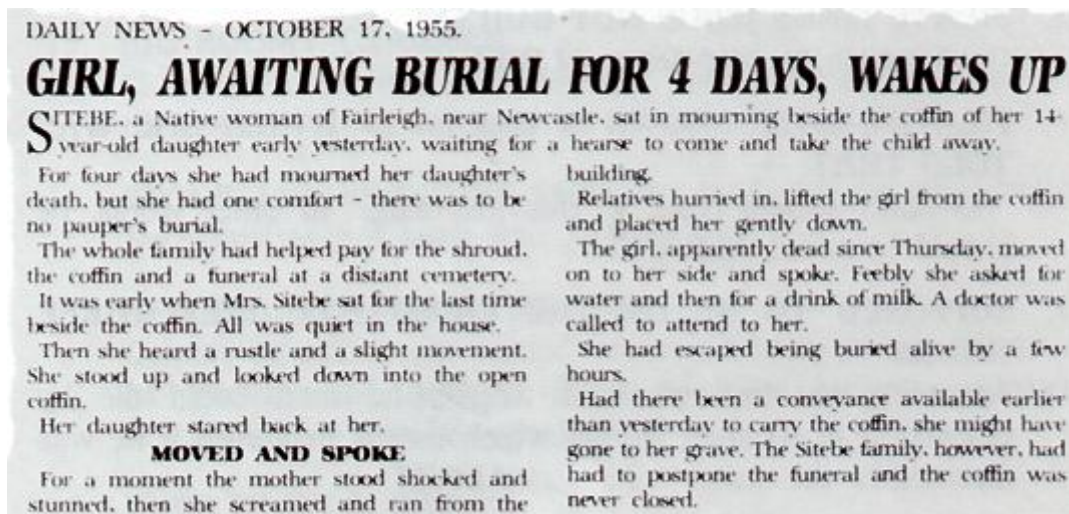 DAILY NEWS - OCTOBER 17, 1955.
GIRL, AWAITING BURIAL FOR 4 DAYS, WAKES UP
SITEBE, a Native woman of Fairleigh, near Newcastle, sat in mourning beside the coffin of her 14-
year-old daughter early yesterday, waiting for a hearse to come and take the child away.
For four days she had mourned her daughter's
death, but she had one comfort - there was to be
no pauper's burial.
The whole family had helped pay for the shroud,
the coffin and a funeral at a distant cemetery.
It was early when Mrs. Sitebe sat for the last time
beside the coffin. All was quiet in the house.
Then she heard a rustle and a slight movement.
She stood up and looked down into the open
coffin.
Her daughter stared back at her.
MOVED AND SPOKE
For a moment the mother stood shocked and
stunned, then she screamed and ran from the
building.
Relatives hurried in, lifted the girl from the coffin
and placed her gently down.
The girl, apparently dead since Thursday, moved
on to her side and spoke. Feebly she asked for
water and then for a drink of milk. A doctor was
called to attend to her.
She had escaped being buried alive by a few
hours.
Had there been a conveyance available earlier
than yesterday to carry the coffin, she might have
gone to her grave. The Sitebe family, however, had
had to postpone the funeral and the coffin was
never closed.